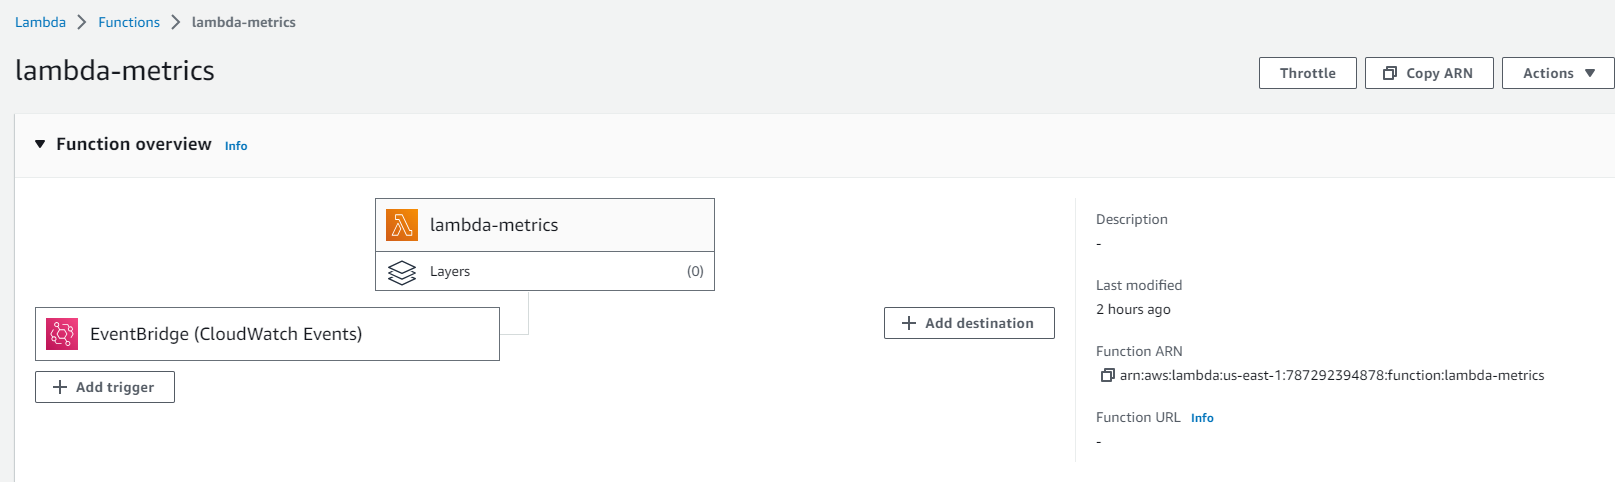 Lambda > Functions > lambda-metrics
lambda-metrics
Throttle
Copy ARN
Actions
Function overview Info
lambda-metrics
Layers (0)
EventBridge (CloudWatch Events)
Add trigger
Add destination
Description
-
Last modified
2 hours ago
Function ARN
arn:aws:lambda:us-east-1:787292394878:function:lambda-metrics
Function URL Info
-